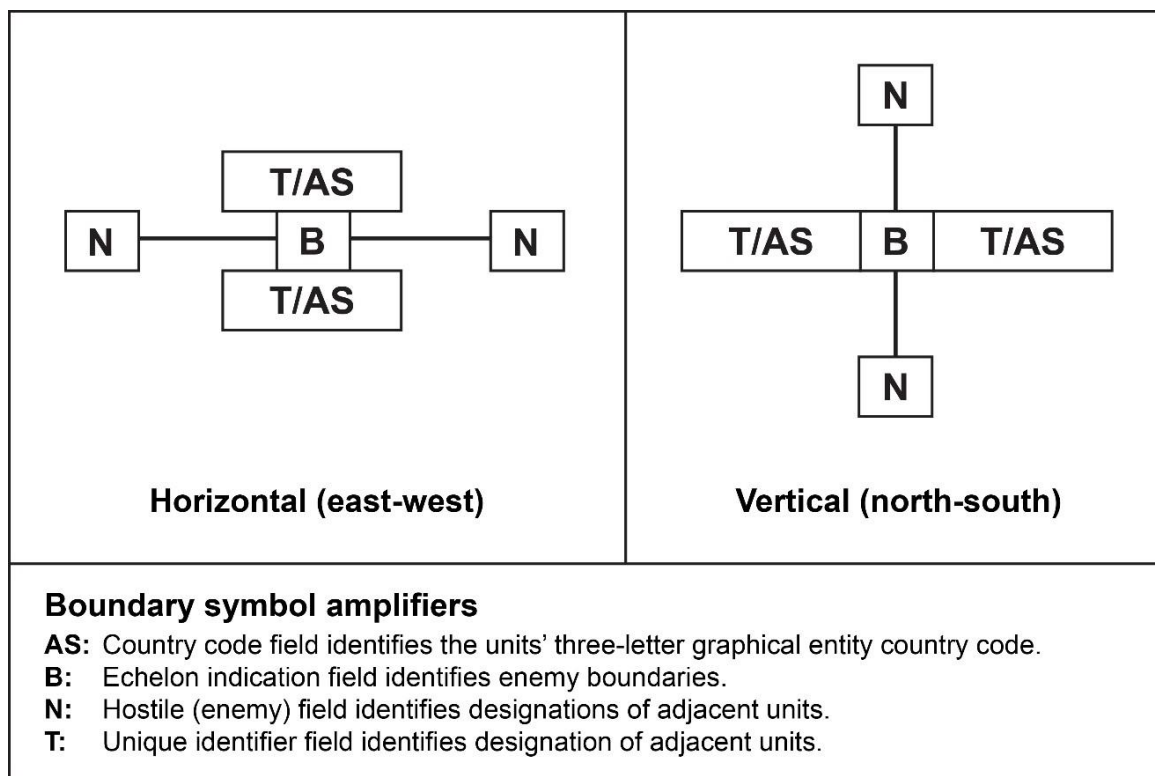 T/AS
N B N
T/AS
Horizontal (east-west)
N
T/AS B T/AS
N
Vertical (north-south)
Boundary symbol amplifiers
AS: Country code field identifies the units’ three-letter graphical entity country code.
B: Echelon indication field identifies enemy boundaries.
N: Hostile (enemy) field identifies designations of adjacent units.
T: Unique identifier field identifies designation of adjacent units.